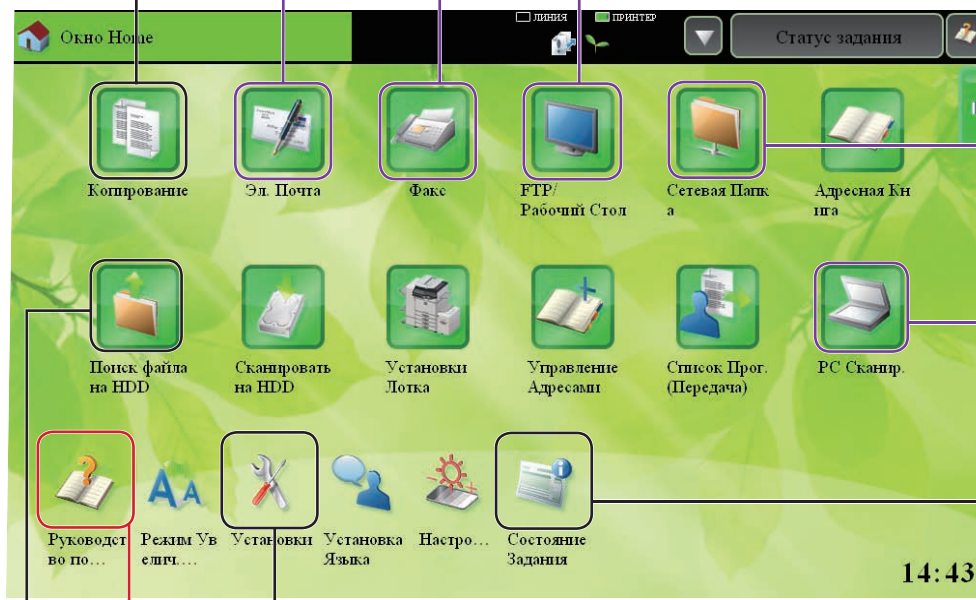 ЛИНИЯ ПРИНТЕР
Окно Home
Статус задания
Копирование
Эл. Почта
Факс
FTP/
Рабочий Стол
Сетевая Папк
а
Адресная Кн
ига
Поиск файла
на HDD
Сканировать
на HDD
Установки
Лотка
Управление
Адресами
Список Прог.
(Передача)
PC Сканир.
Руководст
во по...
Режим Ув
елич....
Установки
Установка
Языка
Настро...
Состояние
Задания
14:43